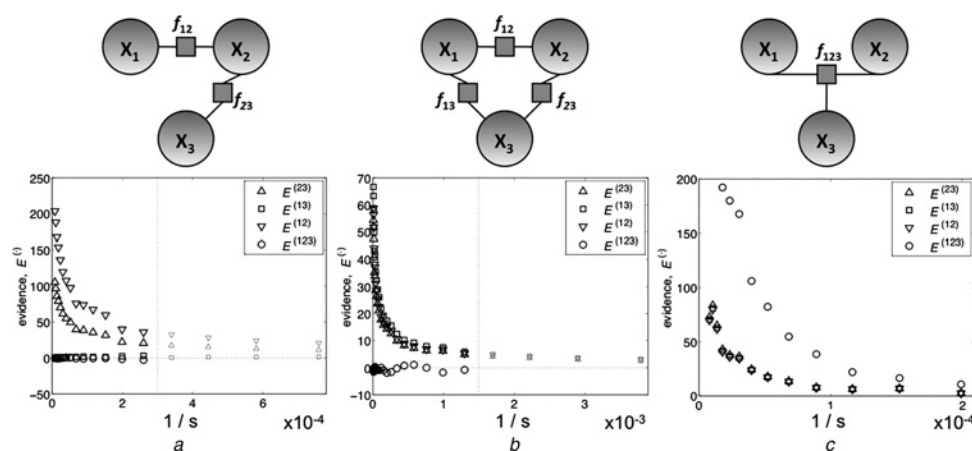 f12
X1 X2
f23
X3
f12
X1 X2
f13 f23
X3
X1 X2
f123
X3
250
200
150
100
50
0
−50
evidence, E(·)
E(23)
E(13)
E(12)
E(123)
0 2 4 6
1 / s x10-4
a
70
60
50
40
30
20
10
0
−10
evidence, E(·)
E(23)
E(13)
E(12)
E(123)
0 1 2 3
1 / s x10-3
b
200
150
100
50
0
evidence, E(·)
E(23)
E(13)
E(12)
E(123)
0 1 2
1 / s x10-4
c